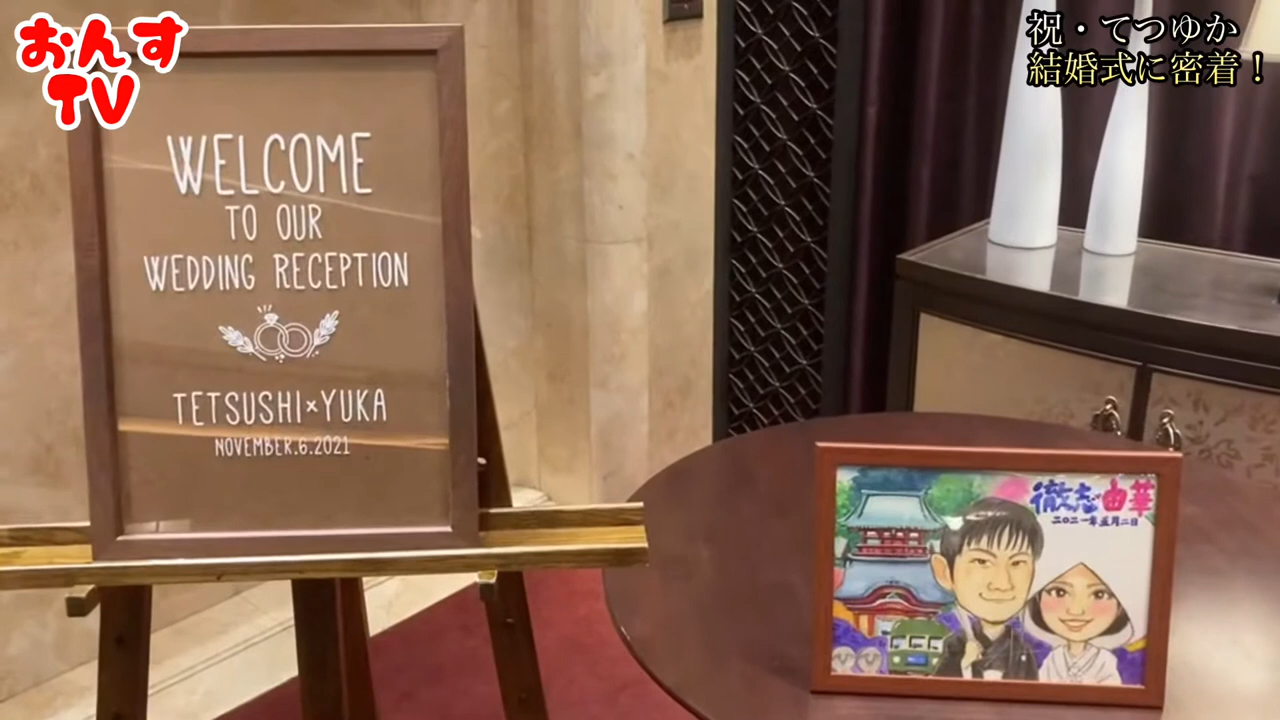 おんす
TV
祝・てつゆか
結婚式に密着！
WELCOME
TO OUR
WEDDING RECEPTION
TETSUSHI×YUKA
NOVEMBER.6.2021
徹志 由華
二〇二一年五月二日